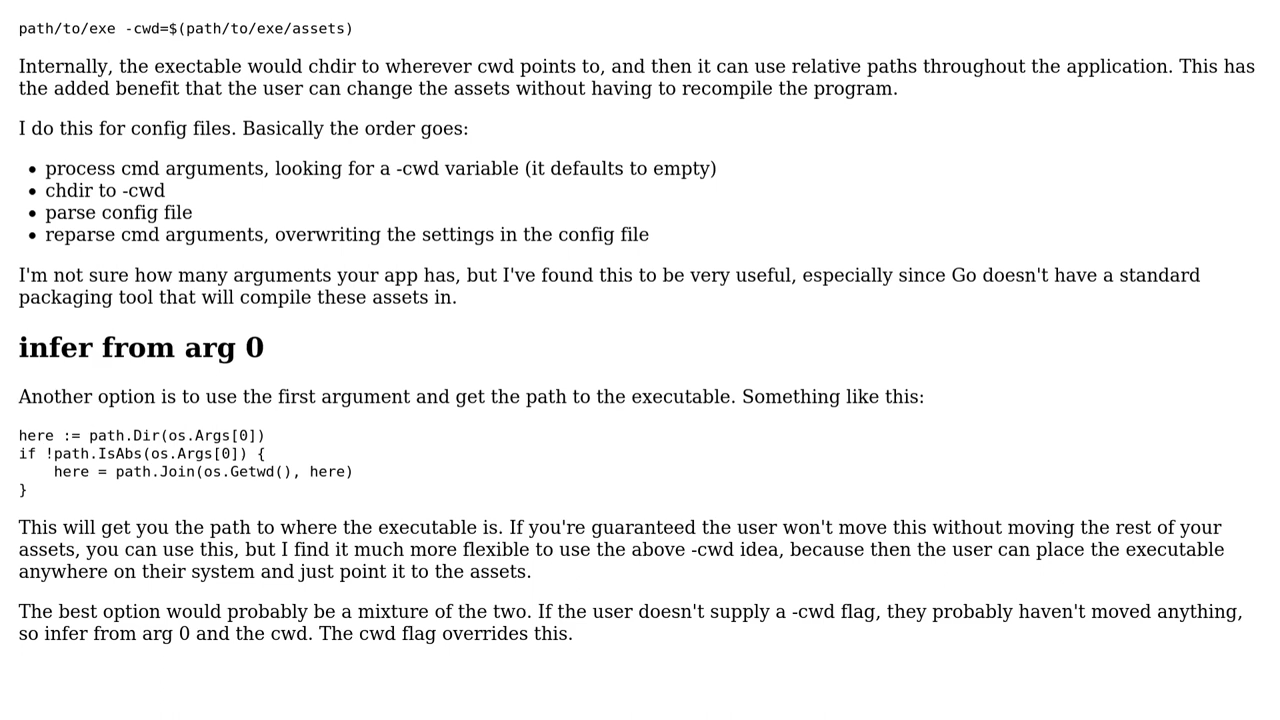 path/to/exe -cwd=$(path/to/exe/assets)
Internally, the exectable would chdir to wherever cwd points to, and then it can use relative paths throughout the application. This has
the added benefit that the user can change the assets without having to recompile the program.
I do this for config files. Basically the order goes:
• process cmd arguments, looking for a -cwd variable (it defaults to empty)
• chdir to -cwd
• parse config file
• reparse cmd arguments, overwriting the settings in the config file
I'm not sure how many arguments your app has, but I've found this to be very useful, especially since Go doesn't have a standard
packaging tool that will compile these assets in.
infer from arg 0
Another option is to use the first argument and get the path to the executable. Something like this:
here := path.Dir(os.Args[0])
if !path.IsAbs(os.Args[0]) {
    here = path.Join(os.Getwd(), here)
}
This will get you the path to where the executable is. If you're guaranteed the user won't move this without moving the rest of your
assets, you can use this, but I find it much more flexible to use the above -cwd idea, because then the user can place the executable
anywhere on their system and just point it to the assets.
The best option would probably be a mixture of the two. If the user doesn't supply a -cwd flag, they probably haven't moved anything,
so infer from arg 0 and the cwd. The cwd flag overrides this.